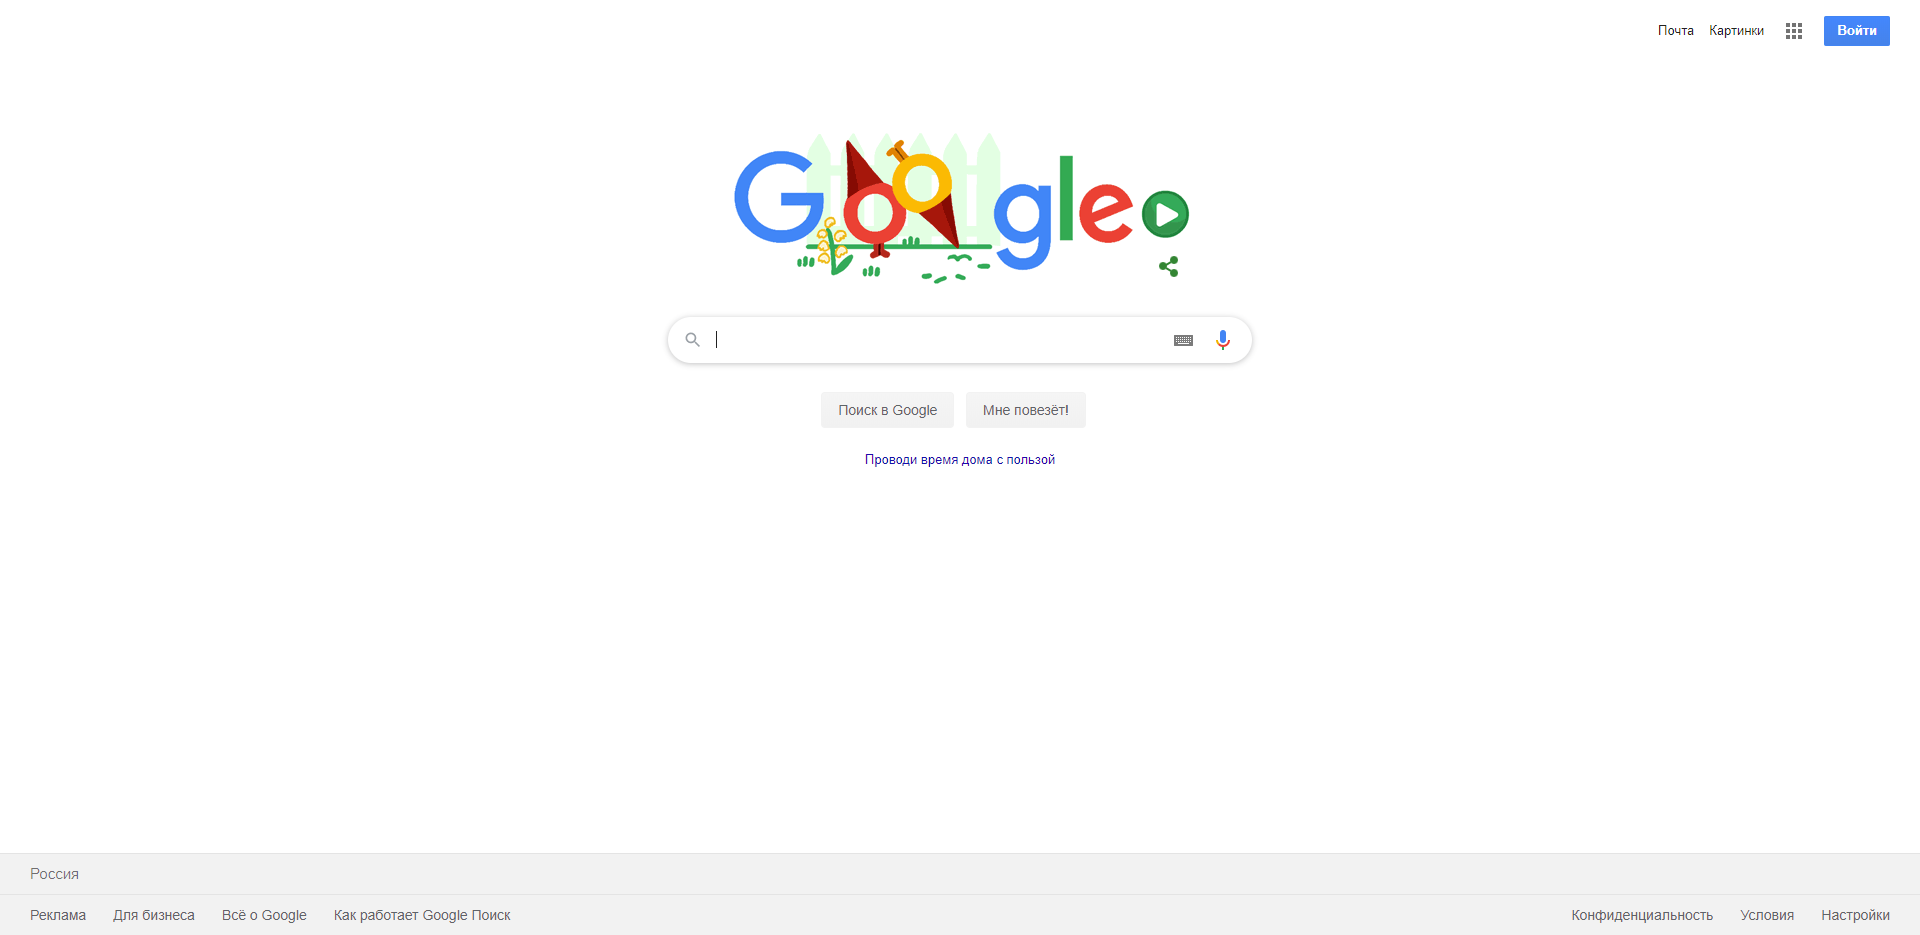 Почта Картинки Войти
Google
Поиск в Google Мне повезёт!
Проводи время дома с пользой
Россия
Реклама Для бизнеса Всё о Google Как работает Google Поиск Конфиденциальность Условия Настройки